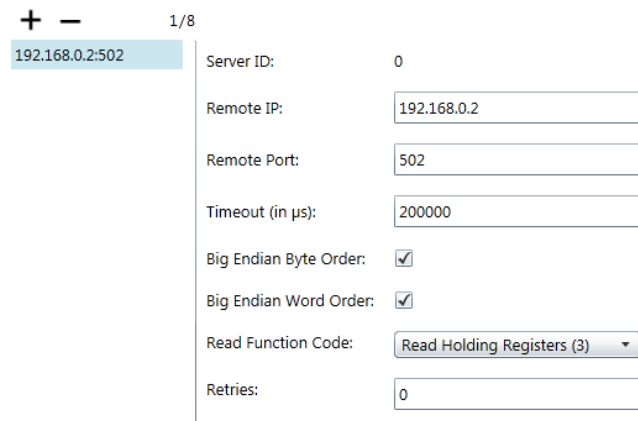 + − 1/8
192.168.0.2:502
Server ID: 0
Remote IP: 192.168.0.2
Remote Port: 502
Timeout (in µs): 200000
Big Endian Byte Order:
Big Endian Word Order:
Read Function Code: Read Holding Registers (3)
Retries: 0